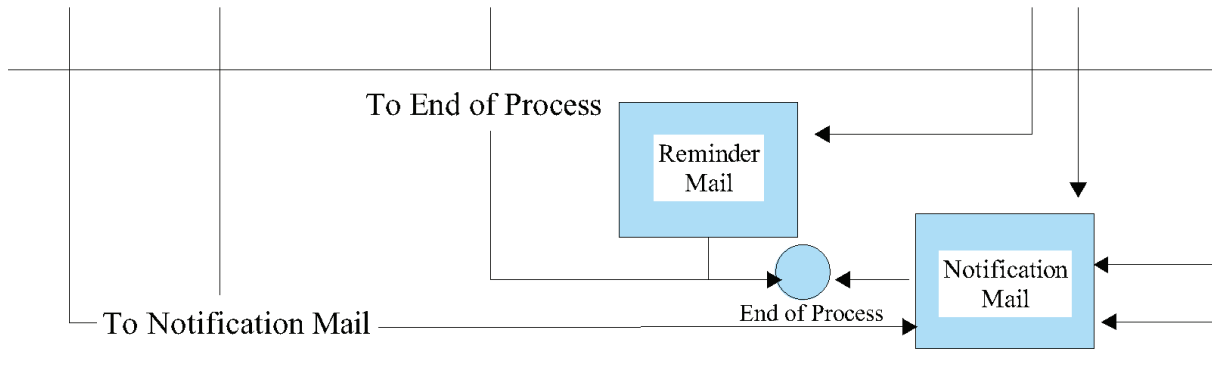 To End of Process
Reminder
Mail
Notification
Mail
End of Process
To Notification Mail